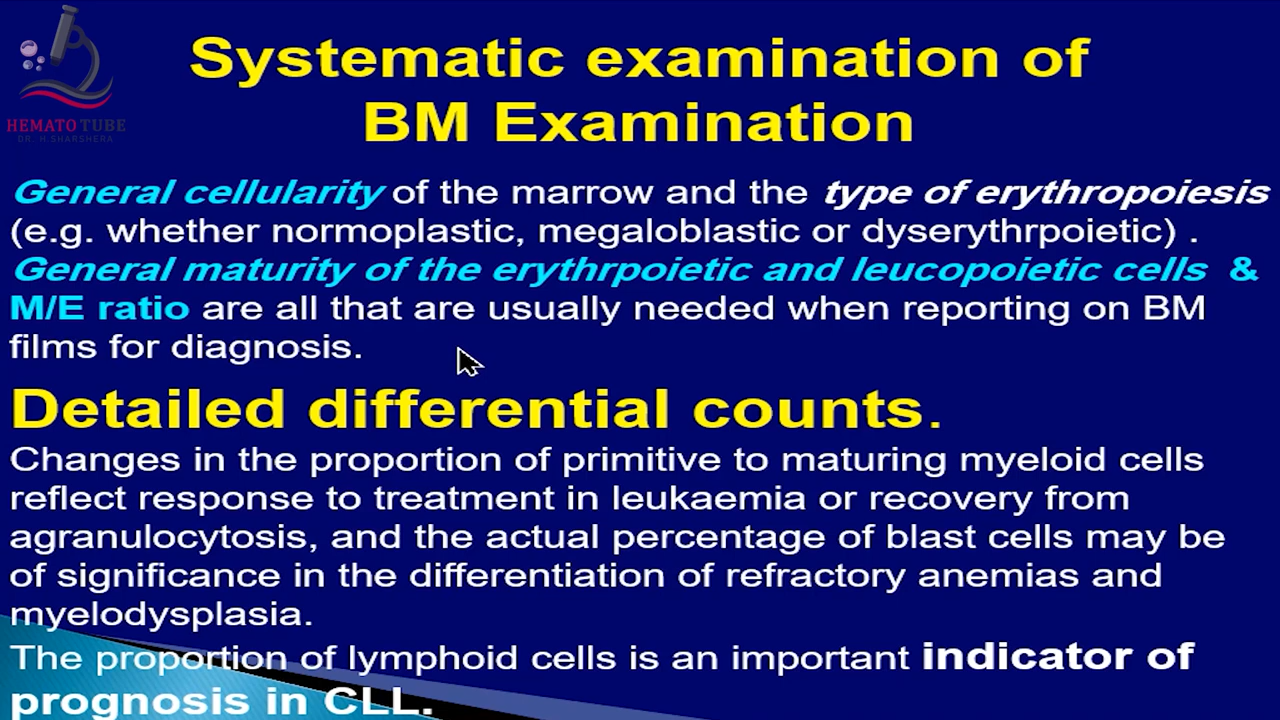 HEMATO TUBE
DR. H.SHARSHERA
Systematic examination of
BM Examination
General cellularity of the marrow and the type of erythropoiesis
(e.g. whether normoplastic, megaloblastic or dyserythrpoietic) .
General maturity of the erythrpoietic and leucopoietic cells &
M/E ratio are all that are usually needed when reporting on BM
films for diagnosis.
Detailed differential counts.
Changes in the proportion of primitive to maturing myeloid cells
reflect response to treatment in leukaemia or recovery from
agranulocytosis, and the actual percentage of blast cells may be
of significance in the differentiation of refractory anemias and
myelodysplasia.
The proportion of lymphoid cells is an important indicator of
prognosis in CLL.